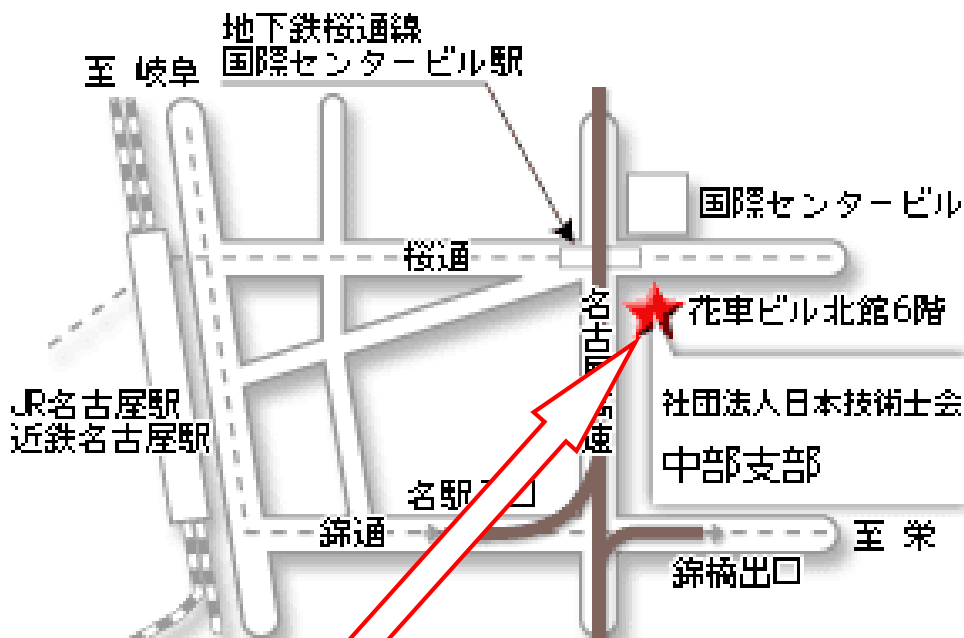 地下鉄桜通線
国際センタービル駅
至 岐阜
国際センタービル
桜通
花車ビル北館6階
名古屋
速
JR名古屋駅
近鉄名古屋駅
社団法人日本技術士会
中部支部
名駅
口
錦通
至 栄
錦橋出口